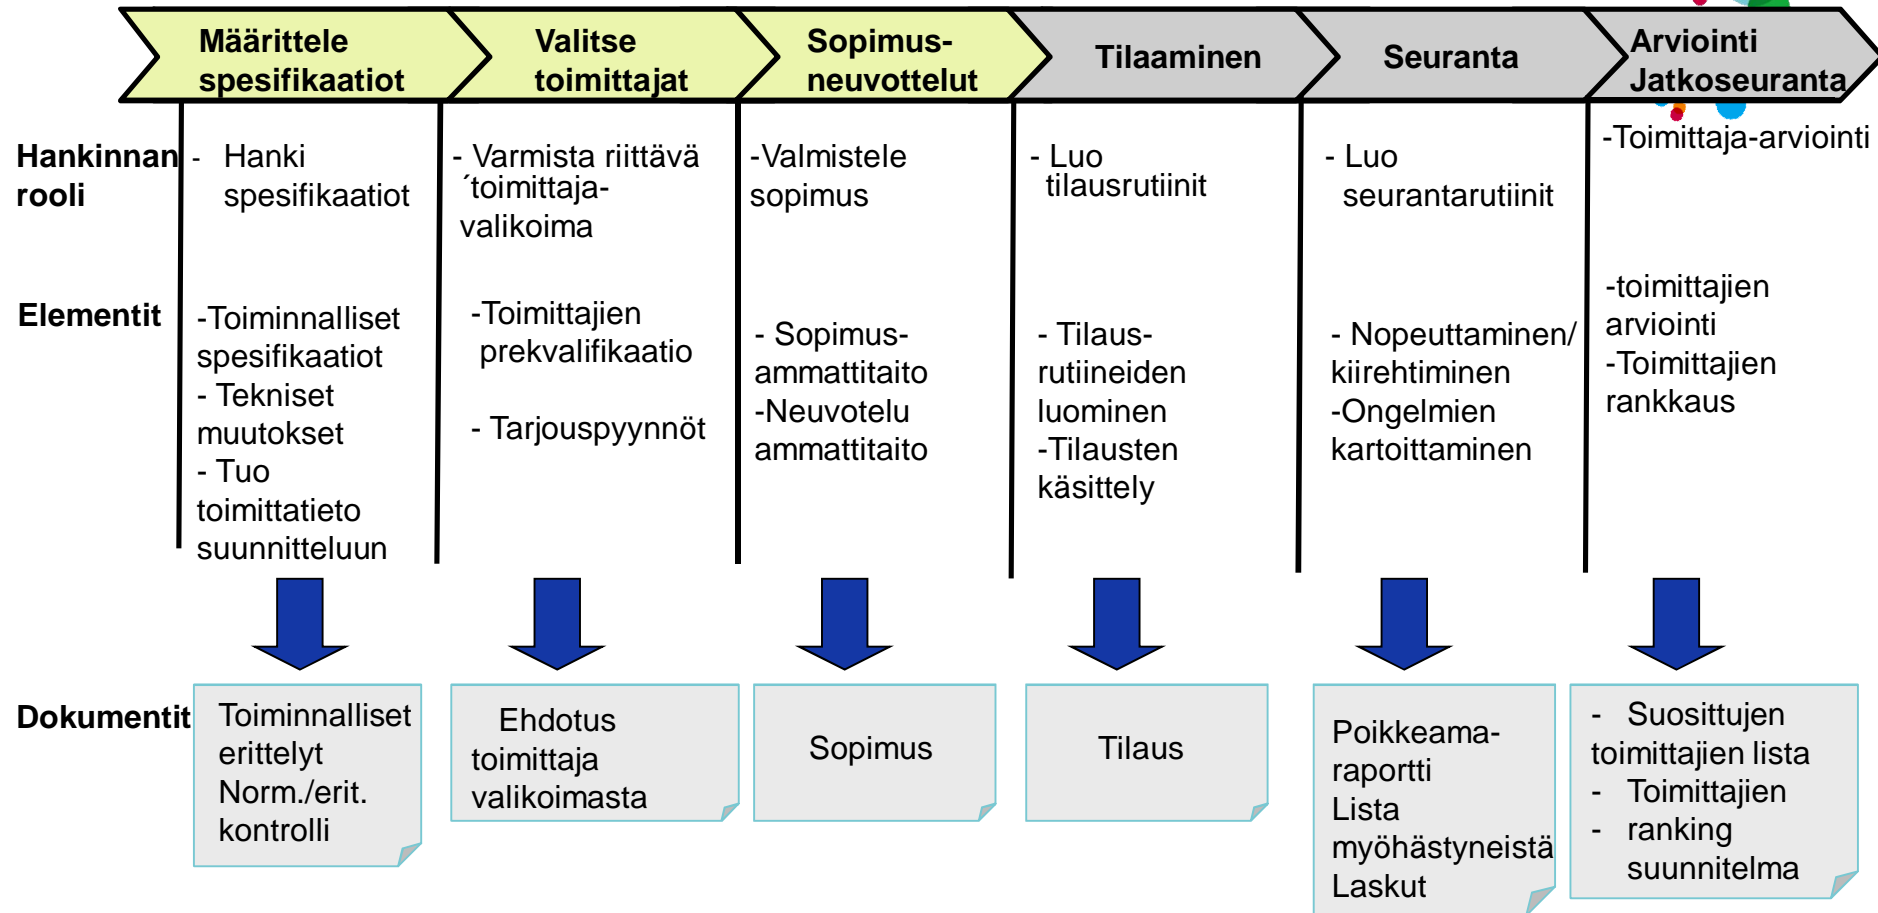 Määrittele
spesifikaatiot
Valitse
toimittajat
Sopimus-
neuvottelut
Tilaaminen
Seuranta
Arviointi
Jatkoseuranta
Hankinnan
rooli
- Hanki
spesifikaatiot
- Varmista riittävä
´toimittaja-
valikoima
-Valmistele
sopimus
- Luo
tilausrutiinit
- Luo
seurantarutiinit
-Toimittaja-arviointi
Elementit
-Toiminnalliset
spesifikaatiot
- Tekniset
muutokset
- Tuo
toimittatieto
suunnitteluun
-Toimittajien
prekvalifikaatio
- Tarjouspyynnöt
- Sopimus-
ammattitaito
-Neuvotelu
ammattitaito
- Tilaus-
rutiineiden
luominen
-Tilausten
käsittely
- Nopeuttaminen/
kiirehtiminen
-Ongelmien
kartoittaminen
-toimittajien
arviointi
-Toimittajien
rankkaus
Dokumentit
Toiminnalliset
erittelyt
Norm./erit.
kontrolli
Ehdotus
toimittaja
valikoimasta
Sopimus
Tilaus
Poikkeama-
raportti
Lista
myöhästyneistä
Laskut
- Suosittujen
toimittajien lista
- Toimittajien
- ranking
suunnitelma